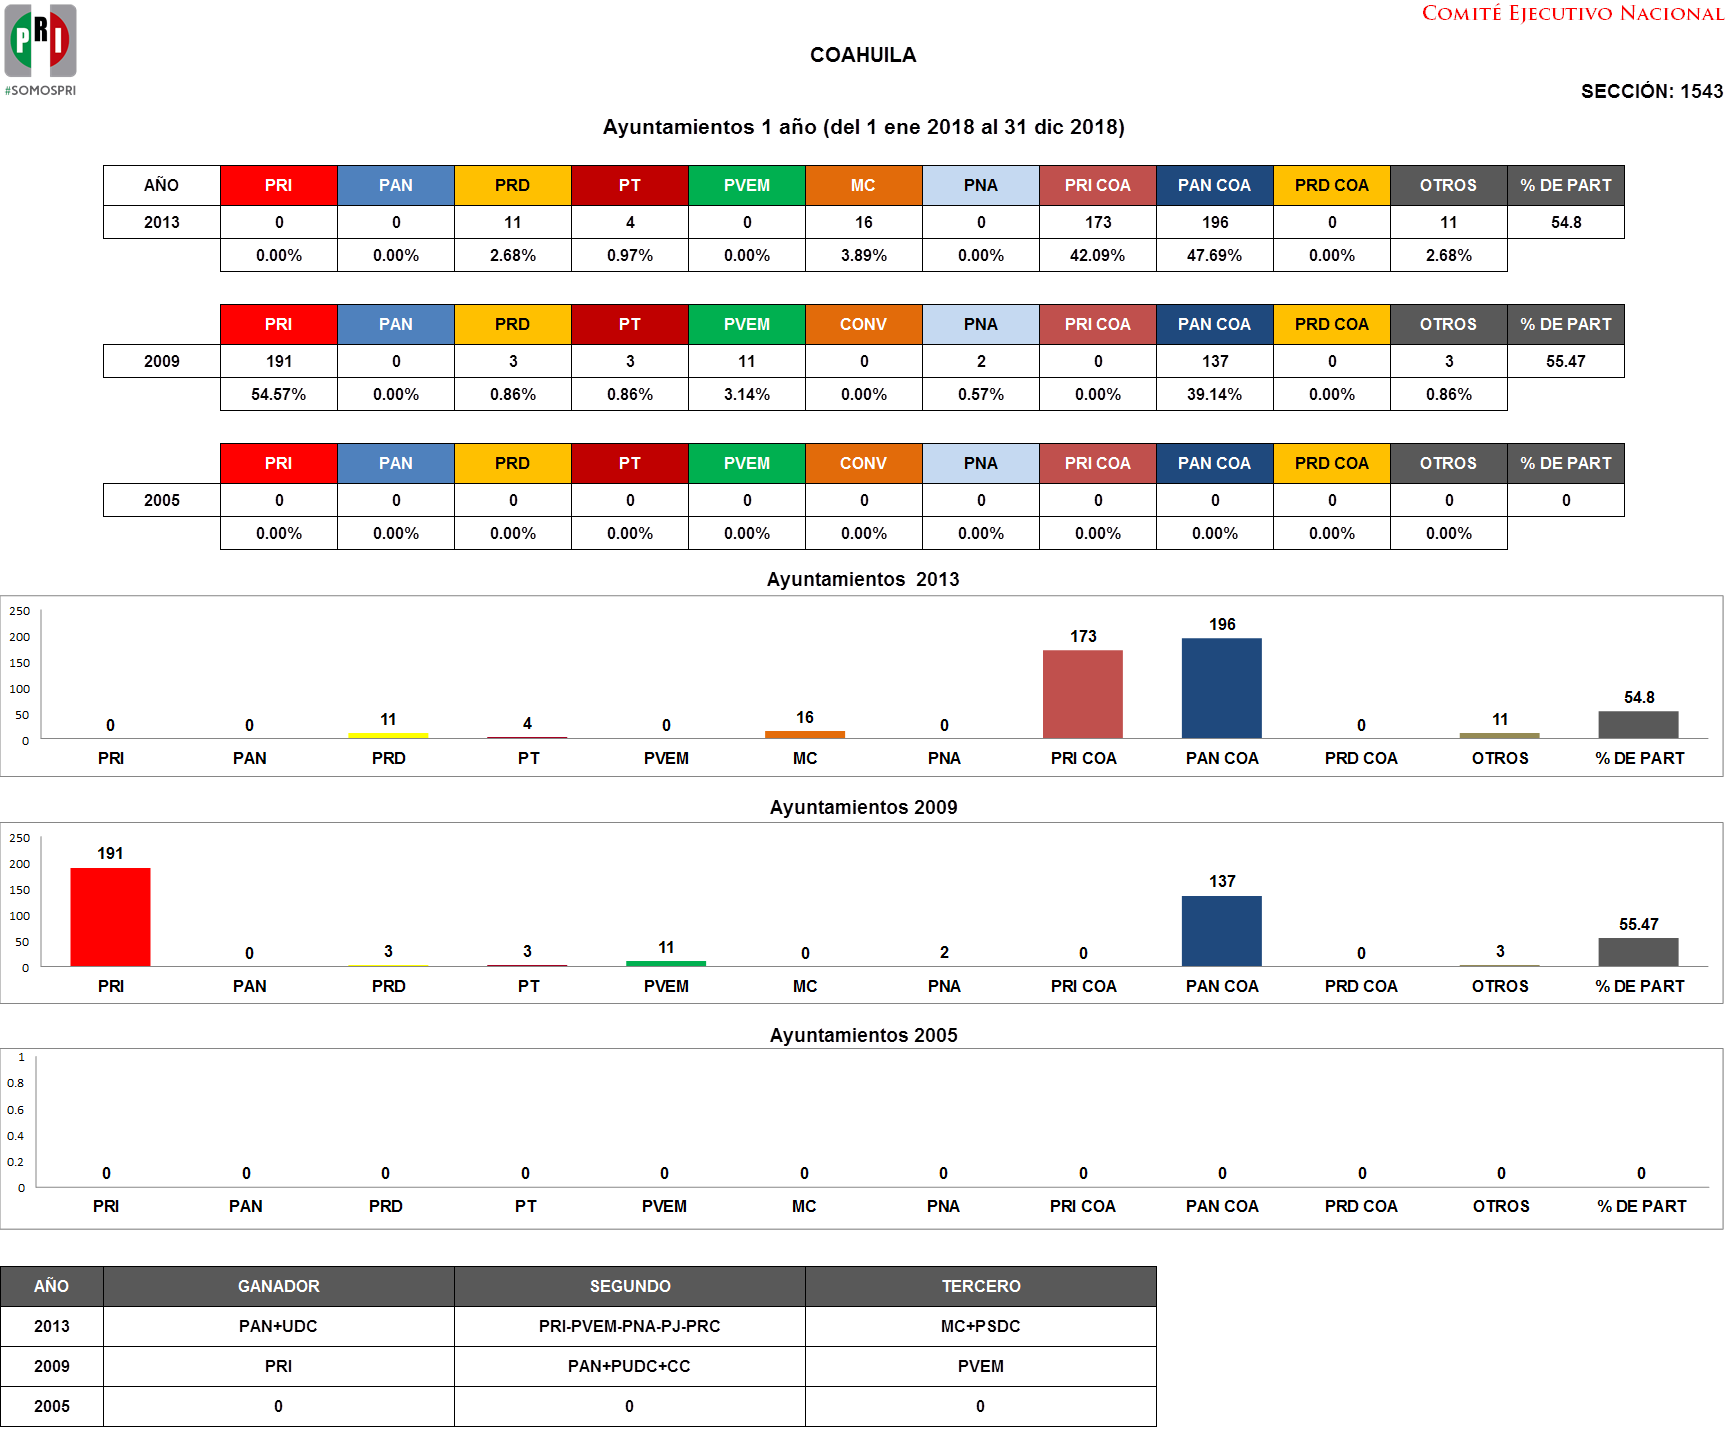 PRI
#SOMOSPRI
COMITÉ EJECUTIVO NACIONAL
COAHUILA
SECCIÓN: 1543
Ayuntamientos 1 año (del 1 ene 2018 al 31 dic 2018)
AÑO PRI PAN PRD PT PVEM MC PNA PRI COA PAN COA PRD COA OTROS % DE PART
2013 0 0 11 4 0 16 0 173 196 0 11 54.8
0.00% 0.00% 2.68% 0.97% 0.00% 3.89% 0.00% 42.09% 47.69% 0.00% 2.68%
PRI PAN PRD PT PVEM CONV PNA PRI COA PAN COA PRD COA OTROS % DE PART
2009 191 0 3 3 11 0 2 0 137 0 3 55.47
54.57% 0.00% 0.86% 0.86% 3.14% 0.00% 0.57% 0.00% 39.14% 0.00% 0.86%
PRI PAN PRD PT PVEM CONV PNA PRI COA PAN COA PRD COA OTROS % DE PART
2005 0 0 0 0 0 0 0 0 0 0 0 0
0.00% 0.00% 0.00% 0.00% 0.00% 0.00% 0.00% 0.00% 0.00% 0.00% 0.00%
Ayuntamientos 2013
250
200
150
100
50
0
0 0 11 4 0 16 0 173 196 0 11 54.8
PRI PAN PRD PT PVEM MC PNA PRI COA PAN COA PRD COA OTROS % DE PART
Ayuntamientos 2009
250
200
150
100
50
0
191 0 3 3 11 0 2 0 137 0 3 55.47
PRI PAN PRD PT PVEM MC PNA PRI COA PAN COA PRD COA OTROS % DE PART
Ayuntamientos 2005
1
0.8
0.6
0.4
0.2
0
0 0 0 0 0 0 0 0 0 0 0 0
PRI PAN PRD PT PVEM MC PNA PRI COA PAN COA PRD COA OTROS % DE PART
AÑO GANADOR SEGUNDO TERCERO
2013 PAN+UDC PRI-PVEM-PNA-PJ-PRC MC+PSDC
2009 PRI PAN+PUDC+CC PVEM
2005 0 0 0